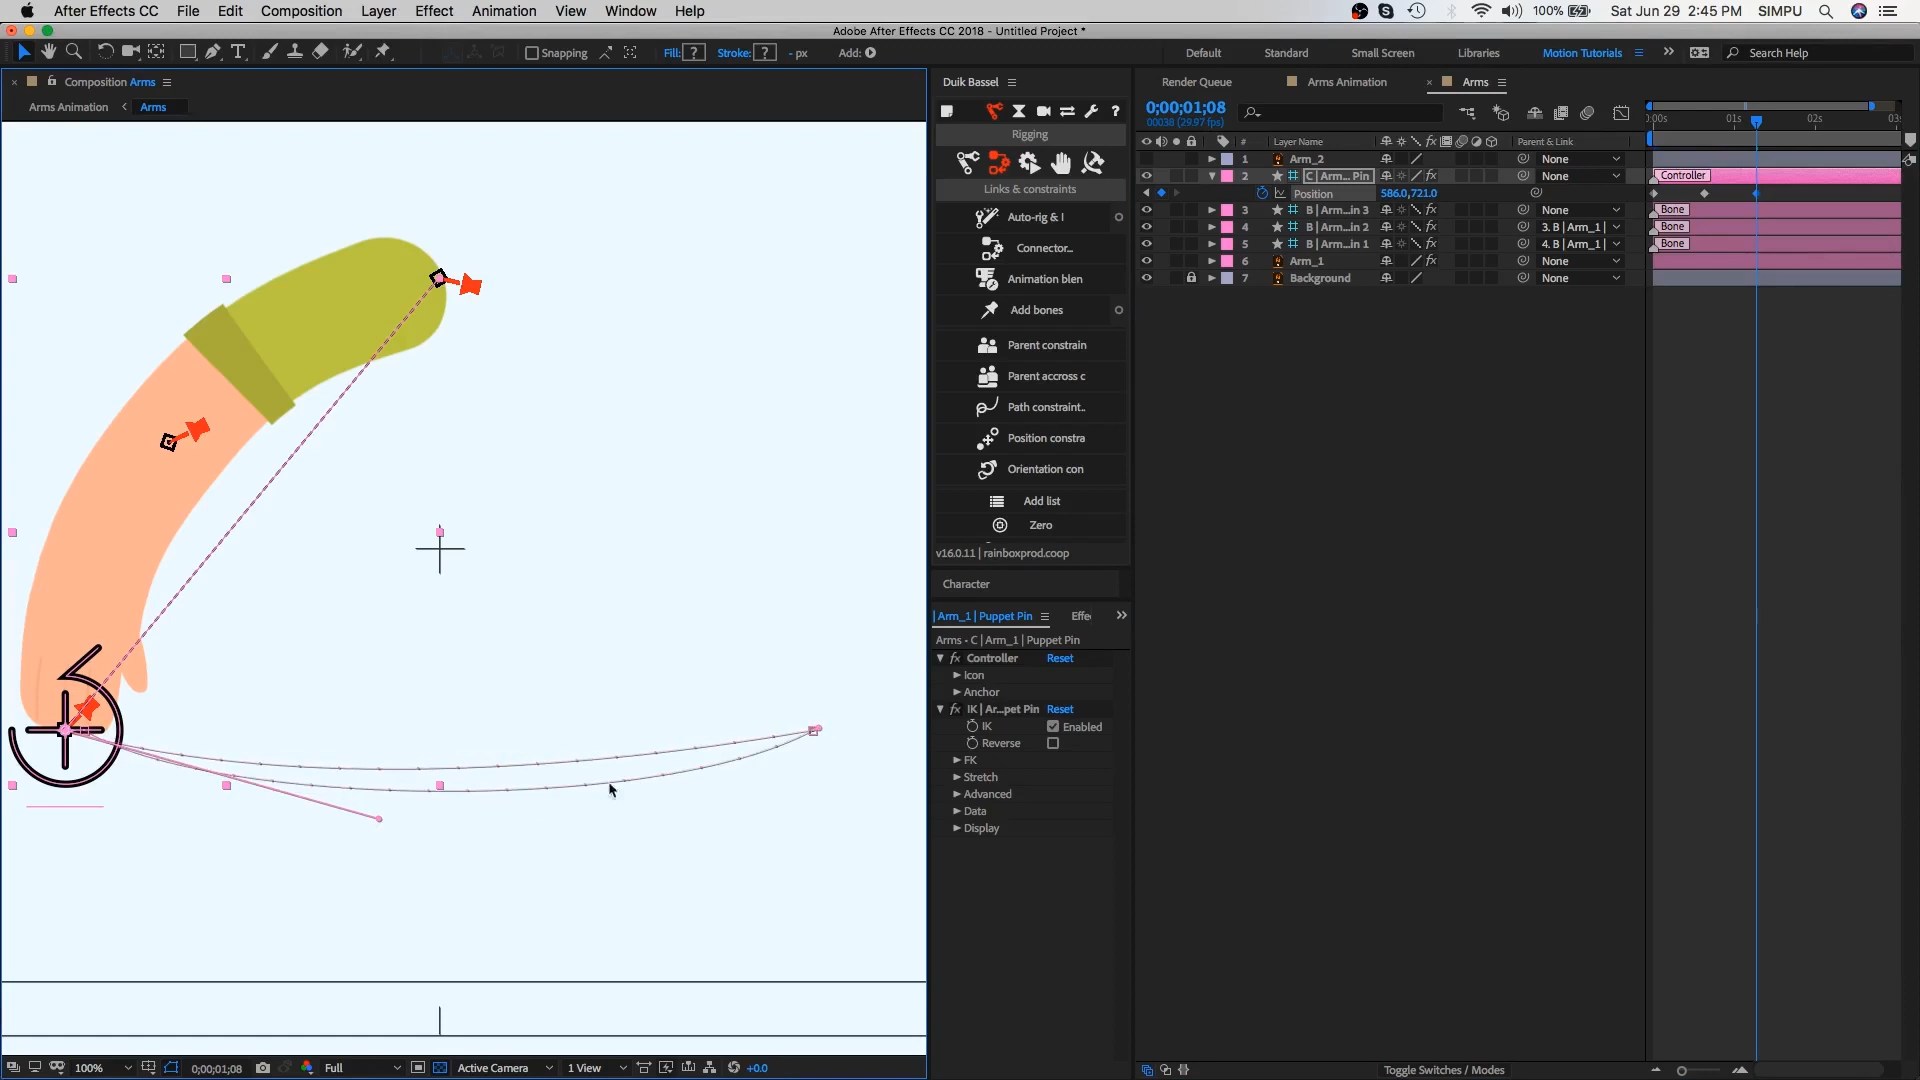 After Effects CC File Edit Composition Layer Effect Animation View Window Help 100% Sat Jun 29 2:45 PM SIMPU
Adobe After Effects CC 2018 - Untitled Project *
Snapping Fill: ? Stroke: ? - px Add: Default Standard Small Screen Libraries Motion Tutorials Search Help
Composition Arms
Arms Animation Arms
Duik Bassel
Rigging
Links & constraints
Auto-rig & I
Connector...
Animation blen
Add bones
Parent constrain
Parent accross c
Path constraint..
Position constra
Orientation con
Add list
Zero
v16.0.11 | rainboxprod.coop
Character
| Arm_1 | Puppet Pin Effe
Arms • C | Arm_1 | Puppet Pin
fx Controller Reset
Icon
Anchor
fx IK | Ar...pet Pin Reset
IK Enabled
Reverse
FK
Stretch
Advanced
Data
Display
Render Queue Arms Animation Arms
0;00;01;08
00038 (29.97 fps)
0:00s 01s 02s 03s
# Layer Name Parent & Link
1 Arm_2 None
2 C | Arm... Pin None Controller
Position 586.0,721.0
3 B | Arm...in 3 None Bone
4 B | Arm...in 2 3. B | Arm_1 | Bone
5 B | Arm...in 1 4. B | Arm_1 | Bone
6 Arm_1 None
7 Background None
100% 0;00;01;08 Full Active Camera 1 View +0.0
Toggle Switches / Modes